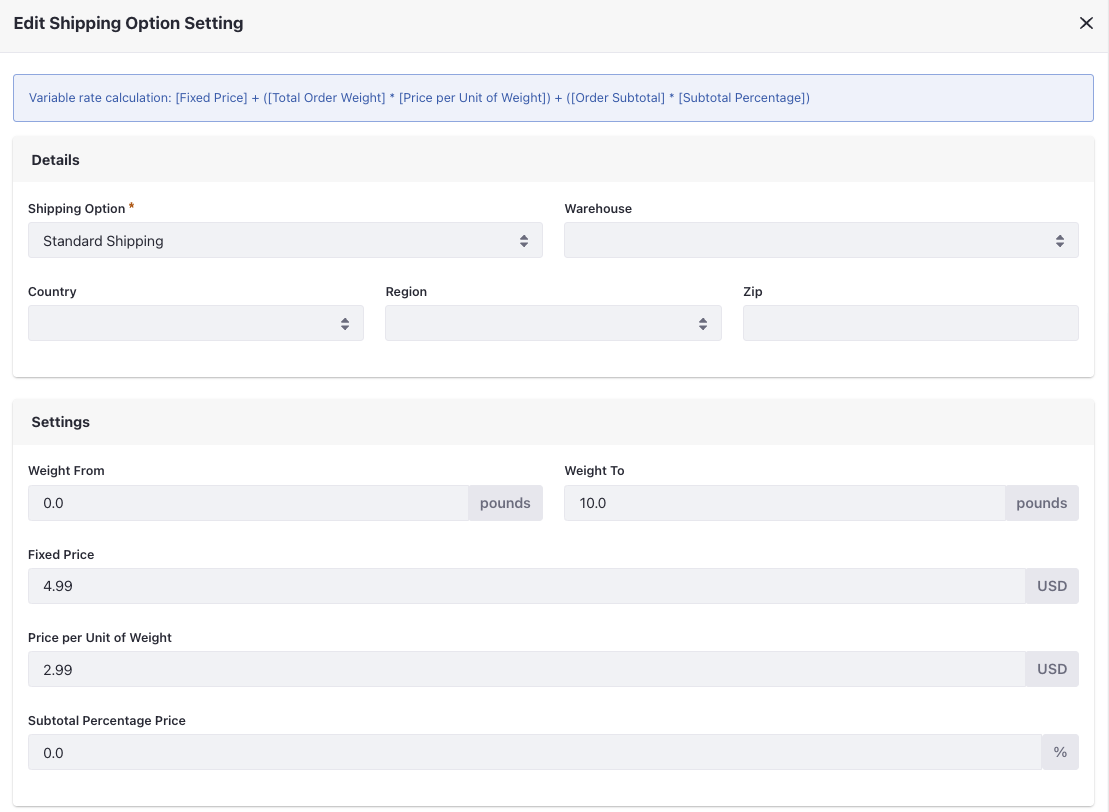 Edit Shipping Option Setting
Variable rate calculation: [Fixed Price] + ([Total Order Weight] * [Price per Unit of Weight]) + ([Order Subtotal] * [Subtotal Percentage])
Details
Shipping Option * Warehouse
Standard Shipping
Country Region Zip
Settings
Weight From Weight To
0.0 pounds 10.0 pounds
Fixed Price
4.99 USD
Price per Unit of Weight
2.99 USD
Subtotal Percentage Price
0.0 %